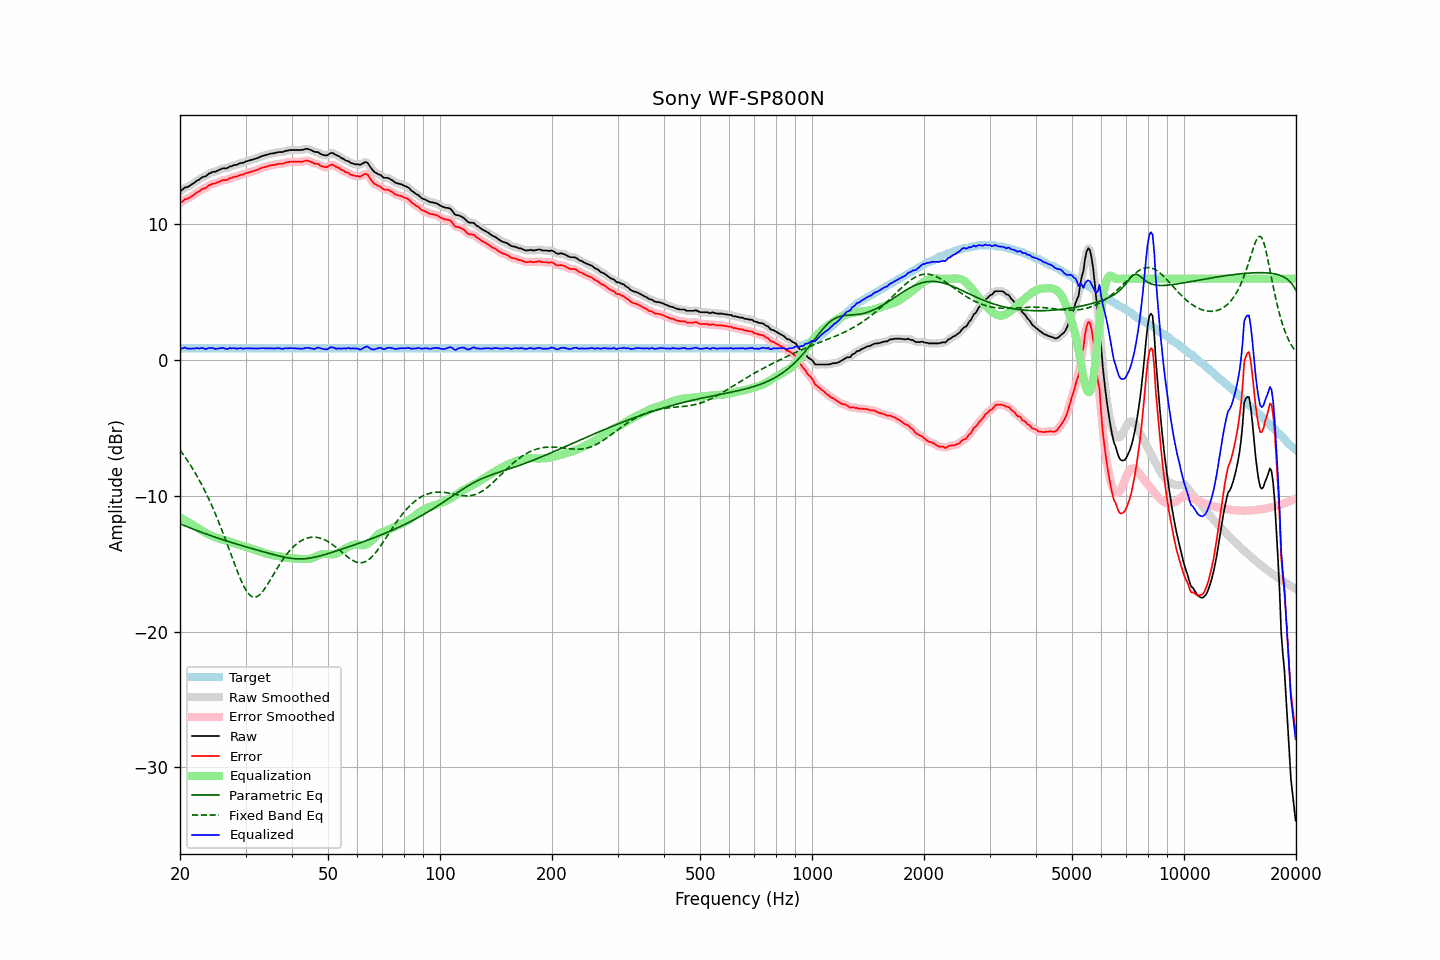 Sony WF-SP800N
Amplitude (dBr)
10
0
−10
−20
−30
Target
Raw Smoothed
Error Smoothed
Raw
Error
Equalization
Parametric Eq
Fixed Band Eq
Equalized
20 50 100 200 500 1000 2000 5000 10000 20000
Frequency (Hz)